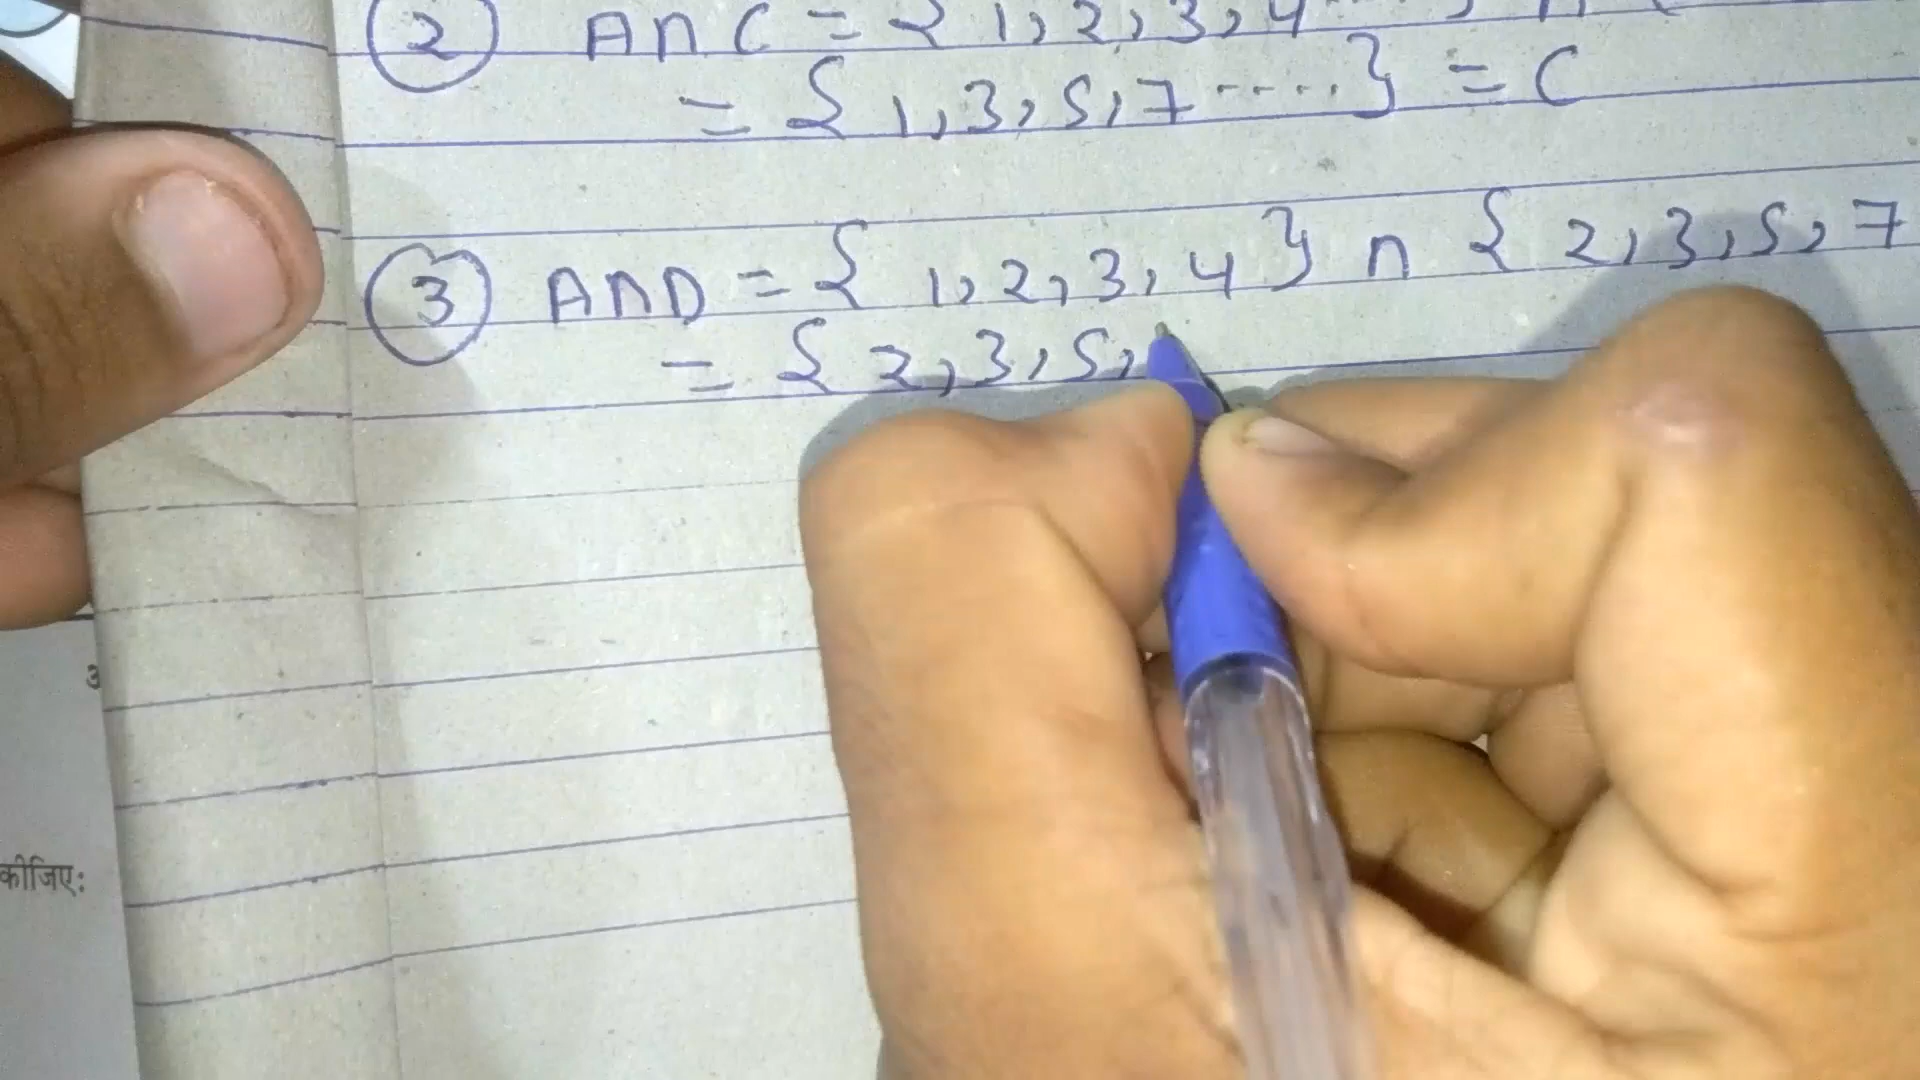 2 A∩C = { 1, 2, 3, 4
= { 1, 3, 5, 7 ..... } = C
3 A∩D = { 1, 2, 3, 4 } ∩ { 2, 3, 5, 7
= { 2, 3, 5,
कीजिए: